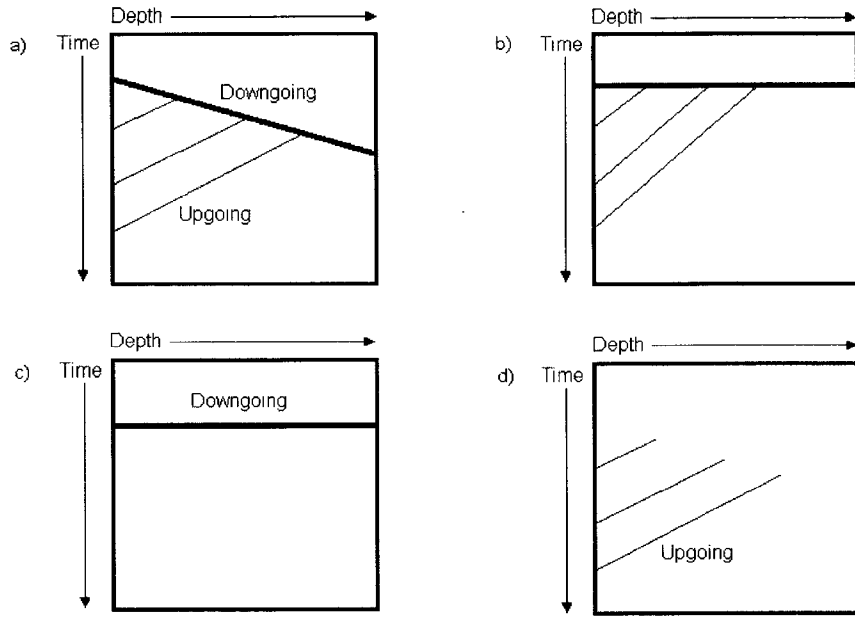 a)
Depth
Time
Downgoing
Upgoing
b)
Depth
Time
c)
Depth
Time
Downgoing
d)
Depth
Time
Upgoing